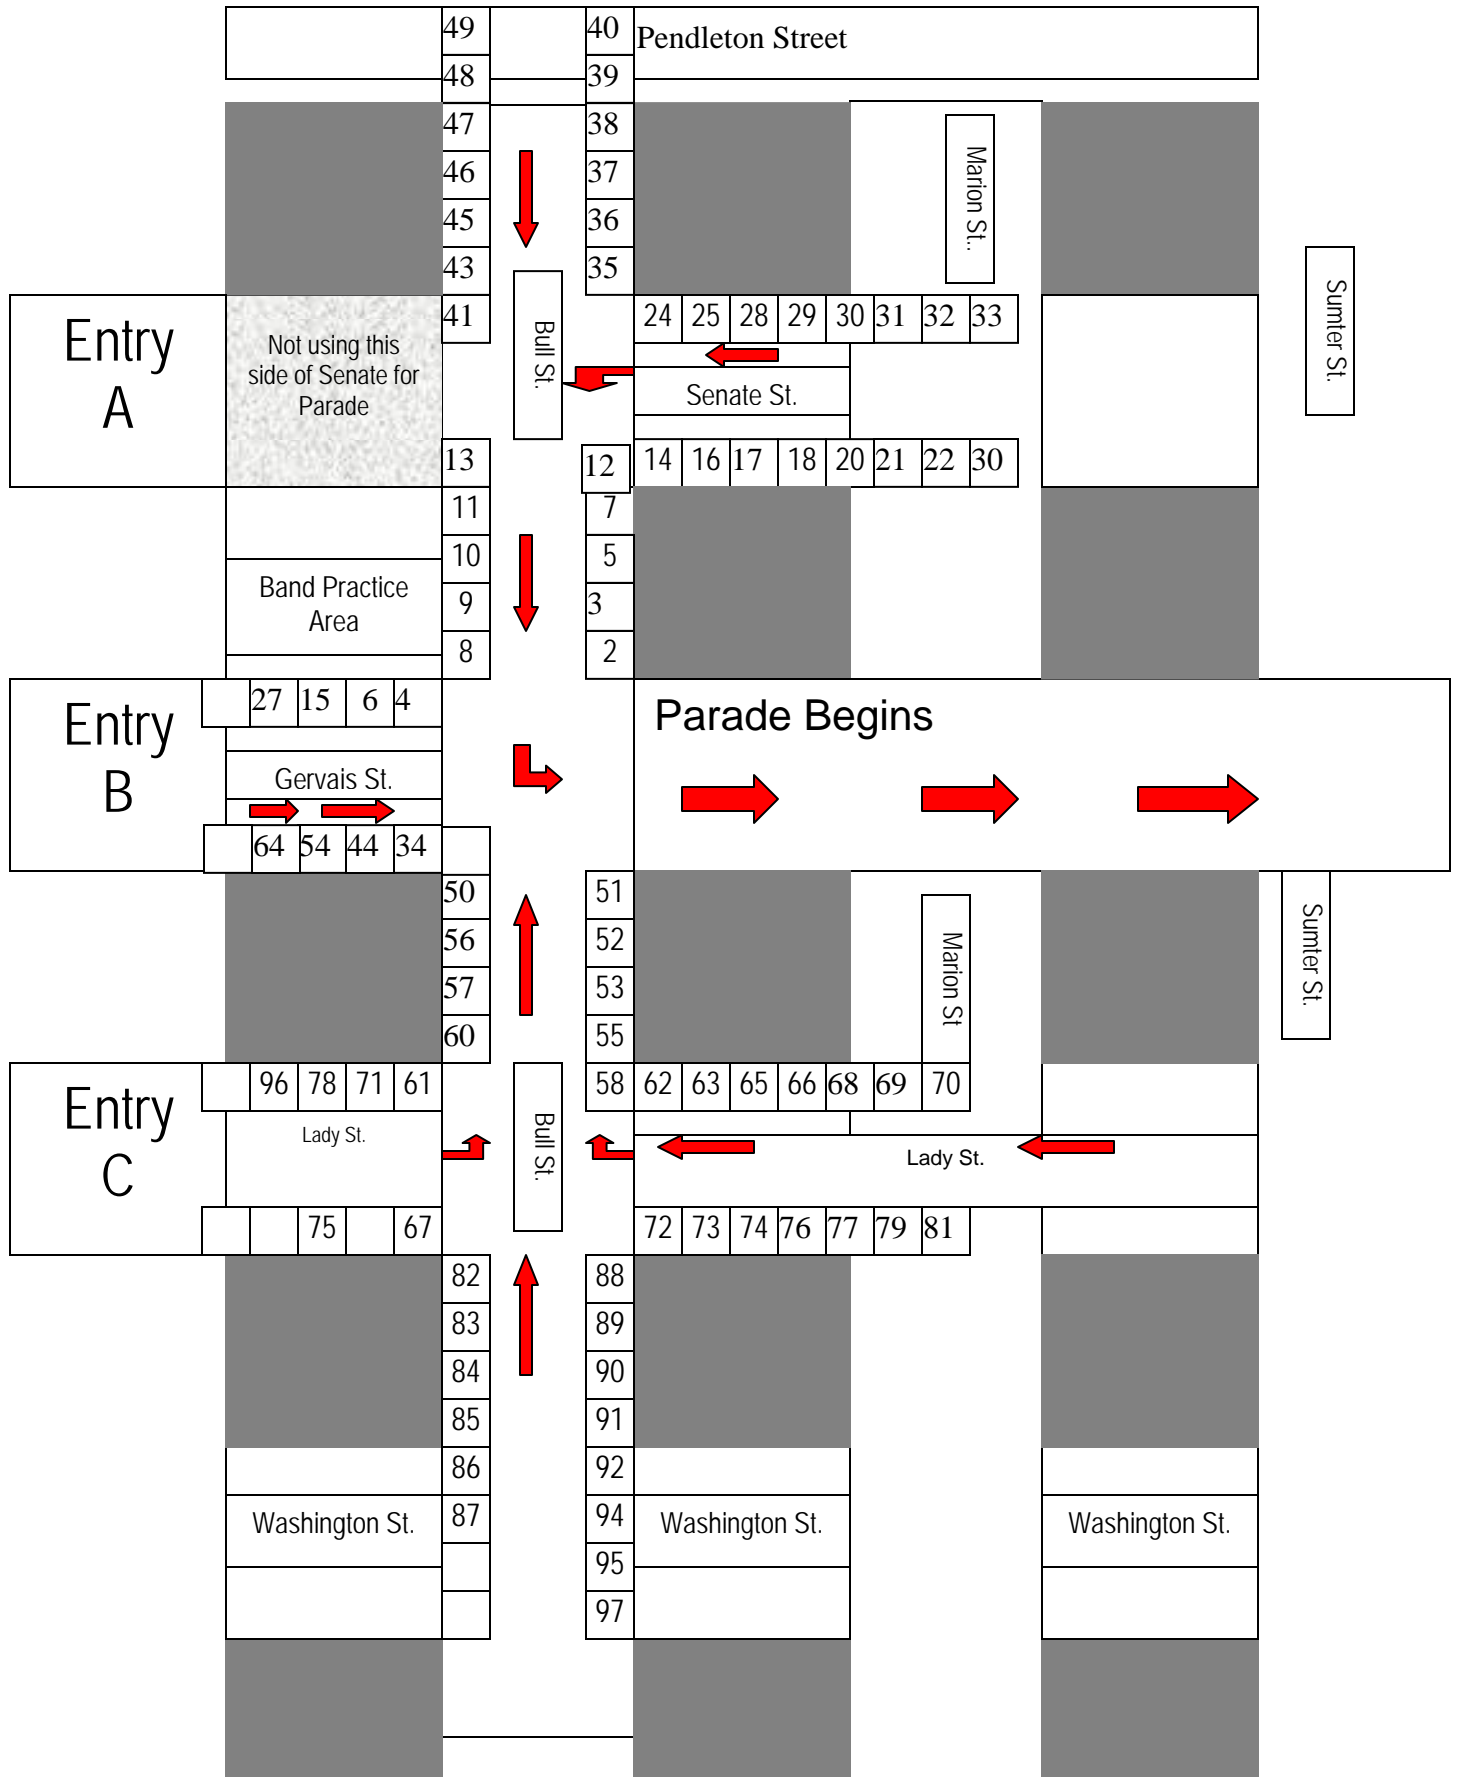 49 40 Pendleton Street
48 39
47 38
46 37
45 36
43 35
Marion St..
Sumter St.
Entry
A
Not using this
side of Senate for
Parade
41
Bull St.
24 25 28 29 30 31 32 33
Senate St.
13 12 14 16 17 18 20 21 22 30
11 7
10 5
9 3
8 2
Band Practice
Area
Entry
B
27 15 6 4
Gervais St.
64 54 44 34
Parade Begins
50 51
56 52
57 53
60 55
Marion St
Sumter St.
Entry
C
96 78 71 61
Lady St.
Bull St.
58 62 63 65 66 68 69 70
Lady St.
75 67
72 73 74 76 77 79 81
82 88
83 89
84 90
85 91
86 92
Washington St. 87 94 Washington St. Washington St.
95
97